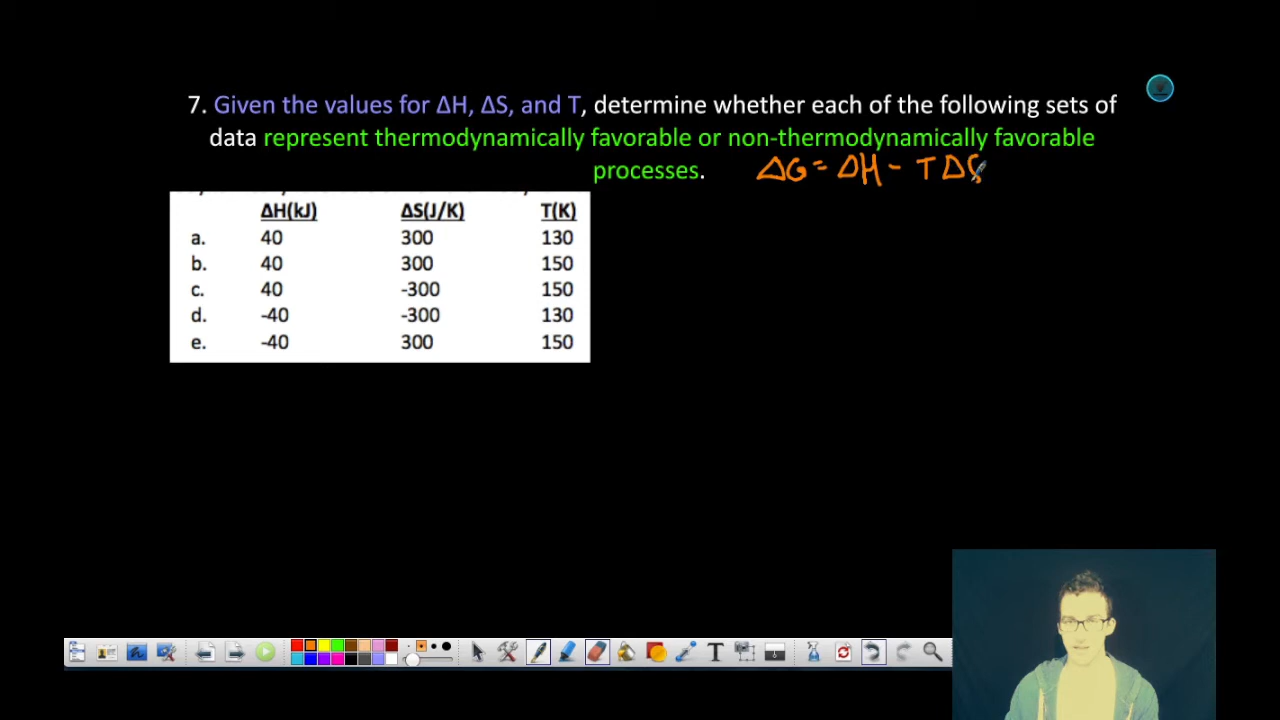 7. Given the values for ΔH, ΔS, and T, determine whether each of the following sets of
data represent thermodynamically favorable or non-thermodynamically favorable
processes. ΔG = ΔH - TΔS
ΔH(kJ) ΔS(J/K) T(K)
a. 40 300 130
b. 40 300 150
c. 40 -300 150
d. -40 -300 130
e. -40 300 150
T